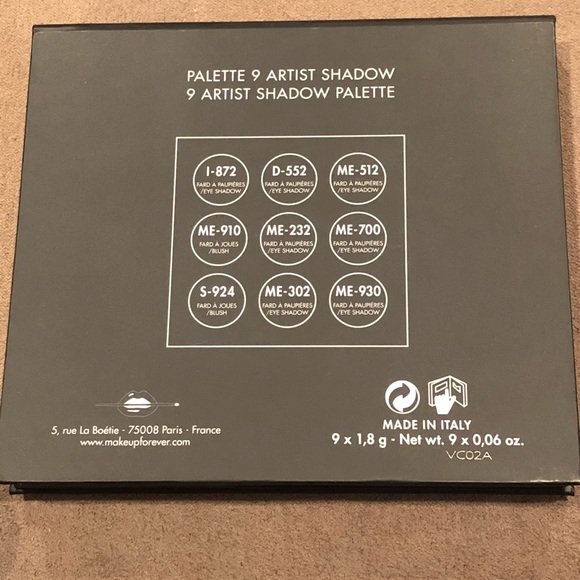 PALETTE 9 ARTIST SHADOW
9 ARTIST SHADOW PALETTE
I-872
FARD À PAUPIÈRES
/EYE SHADOW
D-552
FARD À PAUPIÈRES
/EYE SHADOW
ME-512
FARD À PAUPIÈRES
/EYE SHADOW
ME-910
FARD À JOUES
/BLUSH
ME-232
FARD À PAUPIÈRES
/EYE SHADOW
ME-700
FARD À PAUPIÈRES
/EYE SHADOW
S-924
FARD À JOUES
/BLUSH
ME-302
FARD À PAUPIÈRES
/EYE SHADOW
ME-930
FARD À PAUPIÈRES
/EYE SHADOW
5, rue La Boétie - 75008 Paris - France
www.makeupforever.com
MADE IN ITALY
9 x 1,8 g - Net wt. 9 x 0,06 oz.
VC02A